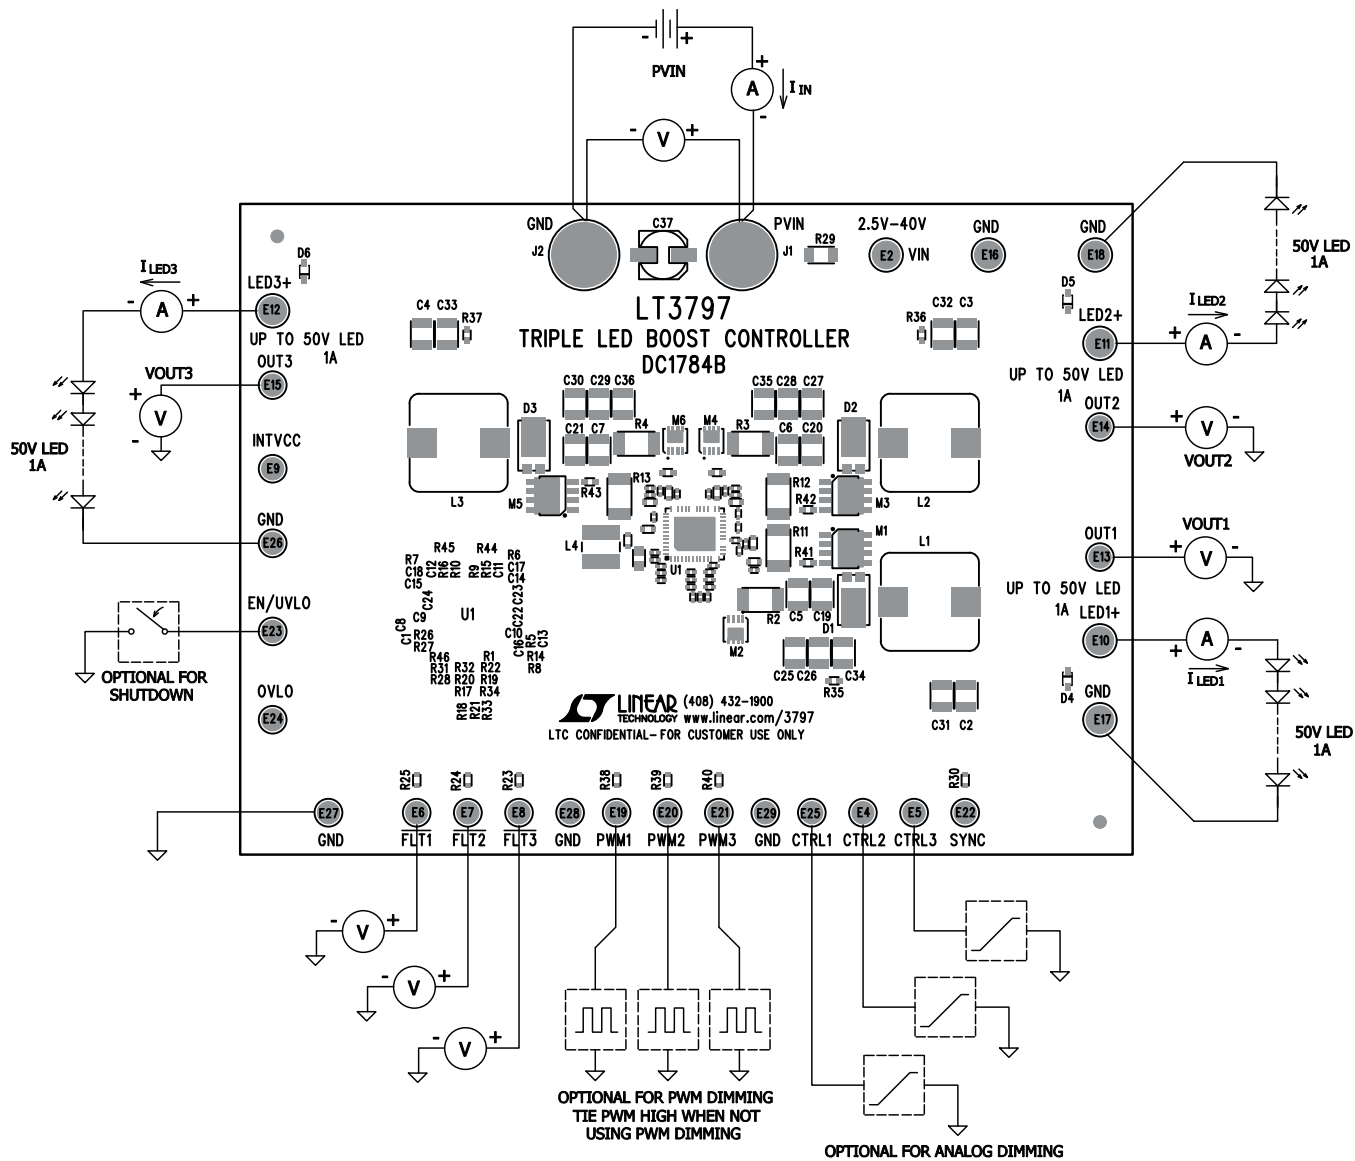 - +
PVIN
+
A
I IN
-
- V +
GND
C37
PVIN
2.5V-40V
GND
GND
J2
J1
R29
E2
VIN
E16
E18
50V LED
1A
D6
I LED3
LED3+
- A +
E12
UP TO 50V LED
1A
C4 C33
R37
LT3797
TRIPLE LED BOOST CONTROLLER
DC1784B
R36
C32 C3
D5
I LED2
LED2+
E11
+ A -
UP TO 50V LED
1A
VOUT3
OUT3
E15
+
V
-
50V LED
1A
C30 C29 C36
C35 C28 C27
OUT2
E14
+ V -
VOUT2
D3
R4
M6
M4
R3
D2
C21 C7
C6 C20
INTVCC
E9
L3
M5
R43
R13
R12
R42
M3
L2
GND
E26
L4
U1
R11
R41
M1
L1
OUT1
E13
VOUT1
+ V -
UP TO 50V LED
1A
R45 R44
R7
C18
C15
C12
R16
R10
R9
R15
C11
R6
C17
C14
C24
C9
C8
C1
U1
C23
C22
C10
C16
R5
C13
R26
R27
R46
R31
R28
R32
R20
R17
R1
R22
R19
R34
R14
R8
R18
R21
R33
EN/UVLO
E23
OPTIONAL FOR
SHUTDOWN
OVLO
E24
R2
C5 C19
D1
M2
C25 C26 C34
R35
C31 C2
LED1+
E10
+ A -
I LED1
D4
GND
E17
50V LED
1A
LINEAR
TECHNOLOGY
(408) 432-1900
www.linear.com/3797
LTC CONFIDENTIAL-FOR CUSTOMER USE ONLY
R25 R24 R23 R38 R39 R40 R30
E27 E6 E7 E8 E28 E19 E20 E21 E29 E25 E4 E5 E22
GND FLT1 FLT2 FLT3 GND PWM1 PWM2 PWM3 GND CTRL1 CTRL2 CTRL3 SYNC
- V +
- V +
- V +
OPTIONAL FOR PWM DIMMING
TIE PWM HIGH WHEN NOT
USING PWM DIMMING
OPTIONAL FOR ANALOG DIMMING